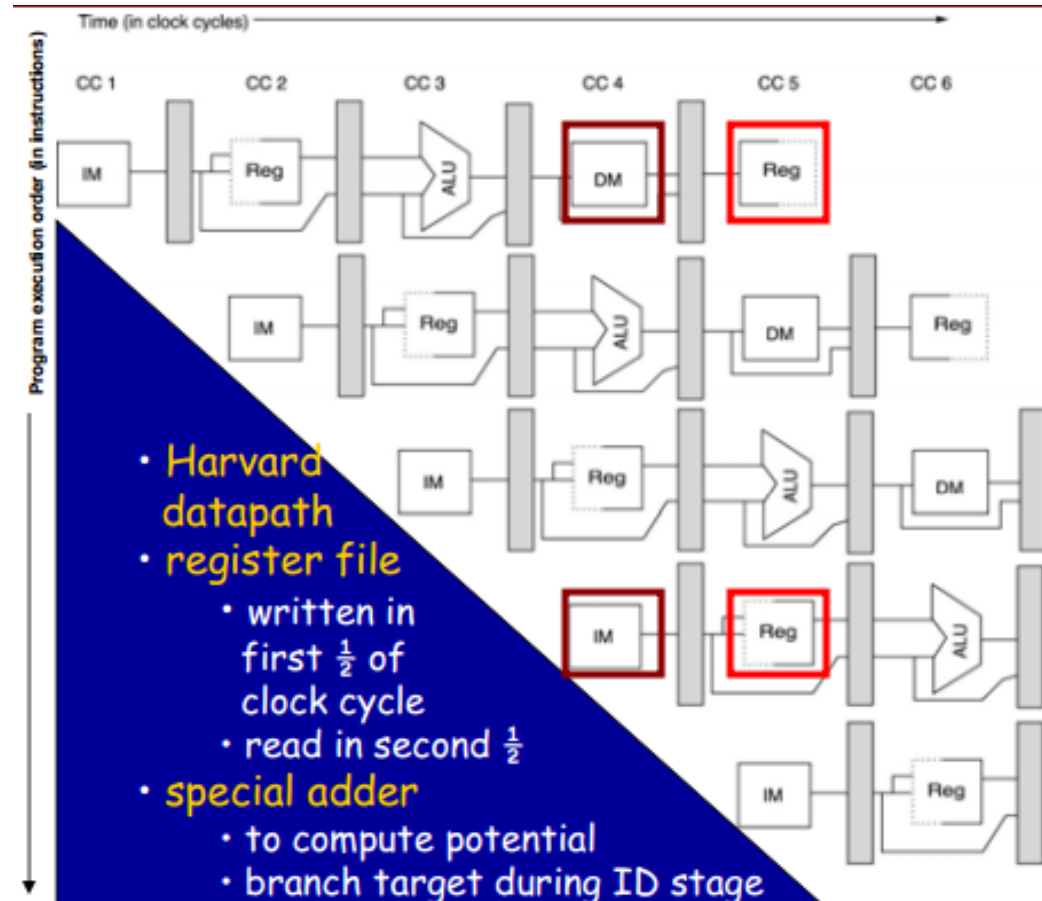 Time (in clock cycles)
Program execution order (in instructions)
CC 1 CC 2 CC 3 CC 4 CC 5 CC 6
IM Reg ALU DM Reg
IM Reg ALU DM Reg
IM Reg ALU DM
IM Reg ALU
IM Reg
• Harvard
datapath
• register file
• written in
first ½ of
clock cycle
• read in second ½
• special adder
• to compute potential
• branch target during ID stage